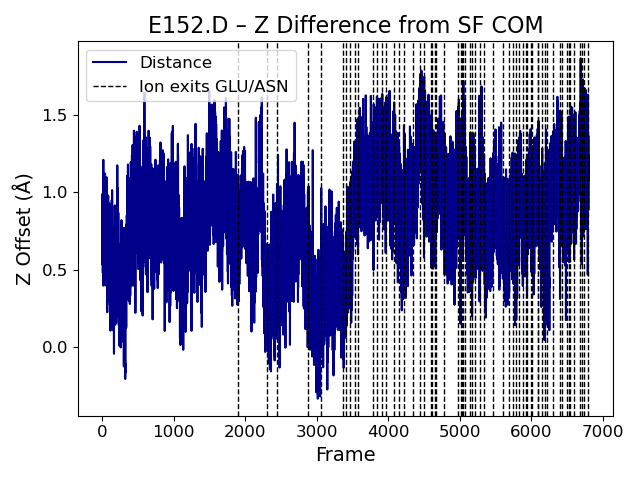 E152.D – Z Difference from SF COM
Distance
Ion exits GLU/ASN
Z Offset (Å)
1.5
1.0
0.5
0.0
0 1000 2000 3000 4000 5000 6000 7000
Frame